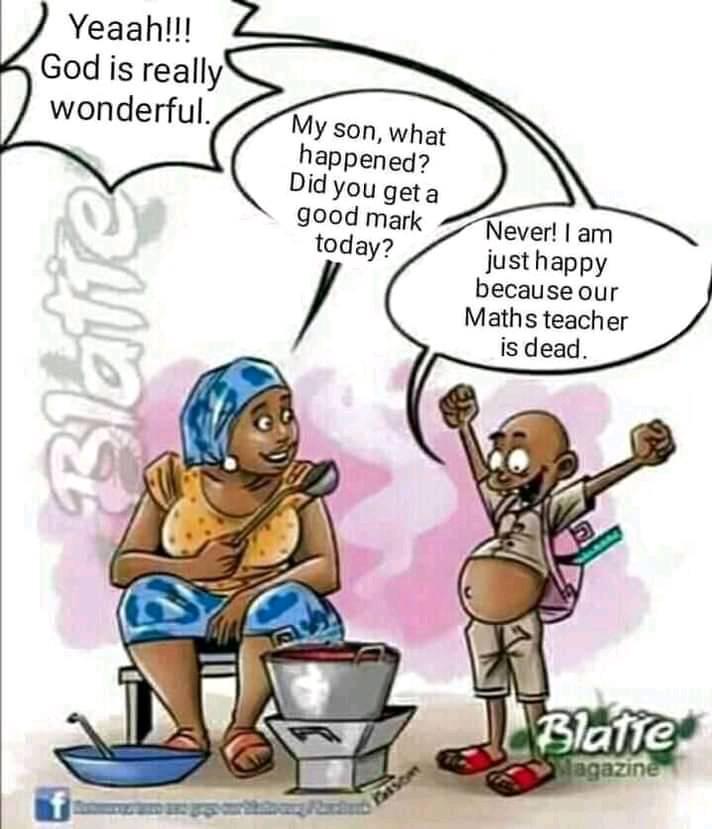 Yeaah!!!
God is really
wonderful.
My son, what
happened?
Did you get a
good mark
today?
Never! I am
just happy
because our
Maths teacher
is dead.
Blatte
Blatte
Magazine
f